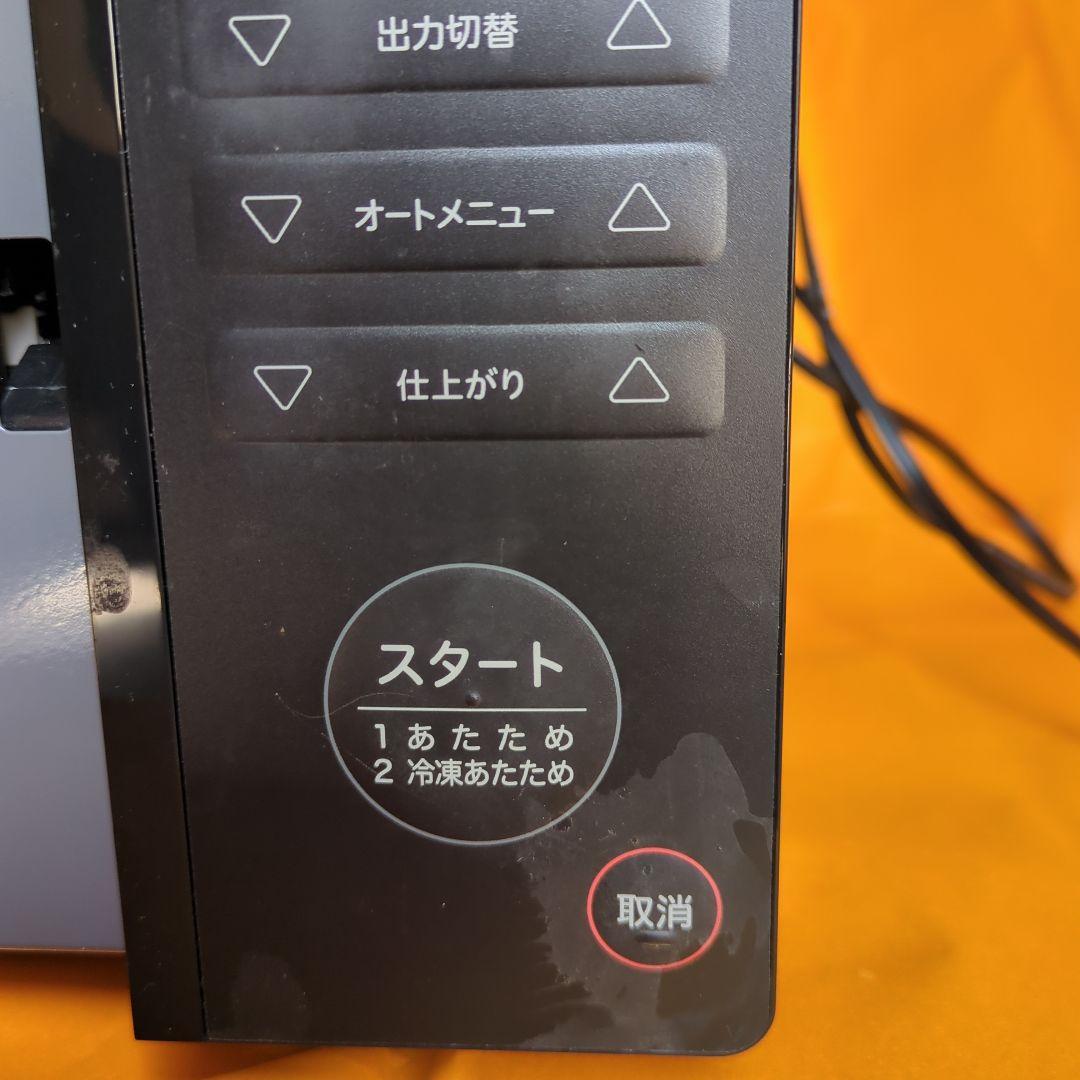 出力切替
オートメニュー
仕上がり
スタート
1 あたため
2 冷凍あたため
取消